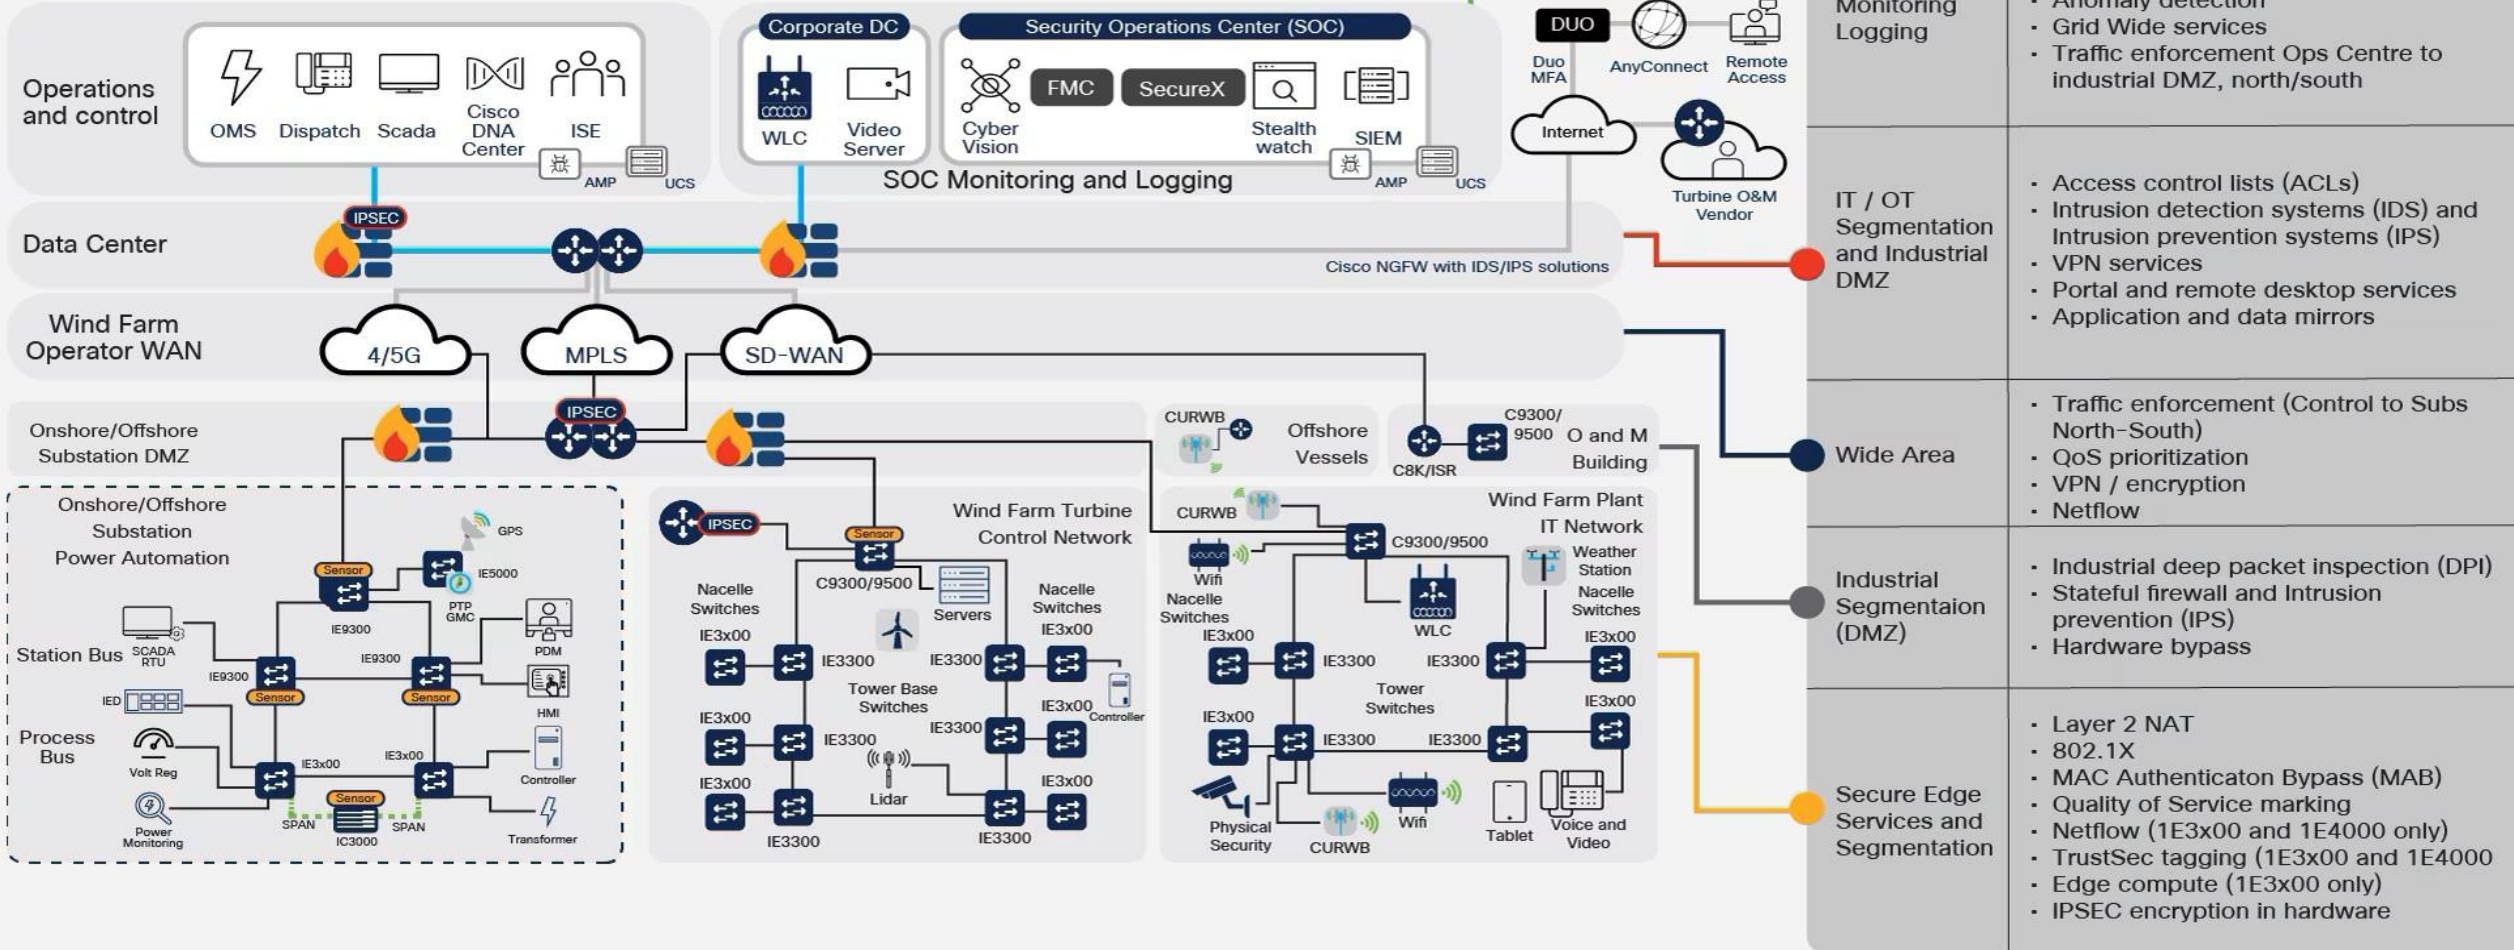 Operations
and control
OMS
Dispatch
Scada
Cisco
DNA
Center
ISE
AMP
UCS
Corporate DC
WLC
Video
Server
Security Operations Center (SOC)
Cyber
Vision
FMC
SecureX
Stealth
watch
SIEM
AMP
UCS
SOC Monitoring and Logging
DUO
Duo
MFA
AnyConnect
Remote
Access
Internet
Turbine O&M
Vendor
Data Center
IPSEC
Cisco NGFW with IDS/IPS solutions
Wind Farm
Operator WAN
4/5G
MPLS
SD-WAN
Onshore/Offshore
Substation DMZ
IPSEC
CURWB
Offshore
Vessels
C8K/ISR
C9300/
9500
O and M
Building
Onshore/Offshore
Substation
Power Automation
GPS
Sensor
IE5000
PTP
GMC
IE9300
SCADA
RTU
Station Bus
IE9300
IE9300
PDM
Sensor
Sensor
IED
HMI
Process
Bus
Volt Reg
IE3x00
IE3x00
Controller
Power
Monitoring
Sensor
SPAN
SPAN
IC3000
Transformer
IPSEC
Sensor
Wind Farm Turbine
Control Network
C9300/9500
Servers
Nacelle
Switches
IE3x00
Nacelle
Switches
IE3x00
IE3300
IE3300
Tower Base
Switches
IE3x00
Controller
IE3x00
IE3300
IE3300
IE3x00
Lidar
IE3x00
IE3300
IE3300
Wind Farm Plant
IT Network
CURWB
C9300/9500
Wifi
Weather
Station
Nacelle
Switches
IE3x00
Nacelle
Switches
IE3x00
WLC
IE3300
IE3300
Tower
Switches
IE3x00
IE3x00
IE3300
IE3300
Physical
Security
CURWB
Wifi
Tablet
Voice and
Video
Monitoring
Logging
· Anomaly detection
· Grid Wide services
· Traffic enforcement Ops Centre to
industrial DMZ, north/south
IT / OT
Segmentation
and Industrial
DMZ
· Access control lists (ACLs)
· Intrusion detection systems (IDS) and
Intrusion prevention systems (IPS)
· VPN services
· Portal and remote desktop services
· Application and data mirrors
Wide Area
· Traffic enforcement (Control to Subs
North-South)
· QoS prioritization
· VPN / encryption
· Netflow
Industrial
Segmentaion
(DMZ)
· Industrial deep packet inspection (DPI)
· Stateful firewall and Intrusion
prevention (IPS)
· Hardware bypass
Secure Edge
Services and
Segmentation
· Layer 2 NAT
· 802.1X
· MAC Authenticaton Bypass (MAB)
· Quality of Service marking
· Netflow (1E3x00 and 1E4000 only)
· TrustSec tagging (1E3x00 and 1E4000
· Edge compute (1E3x00 only)
· IPSEC encryption in hardware